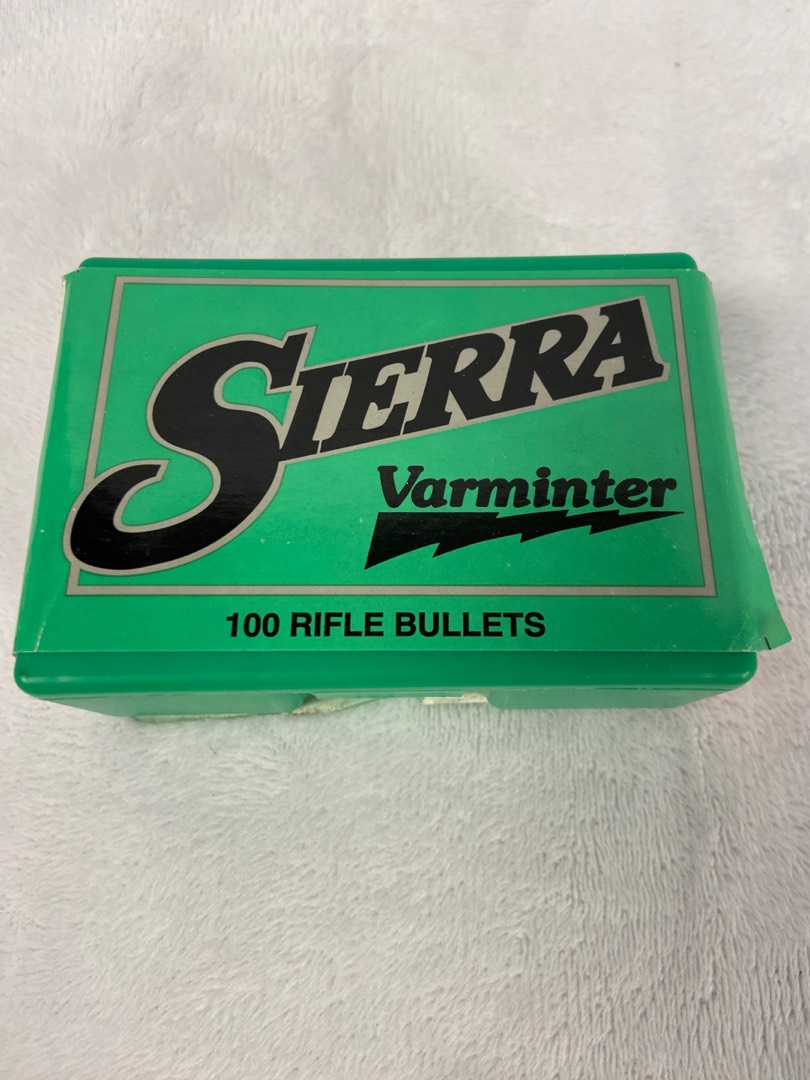 SIERRA
Varminter
100 RIFLE BULLETS